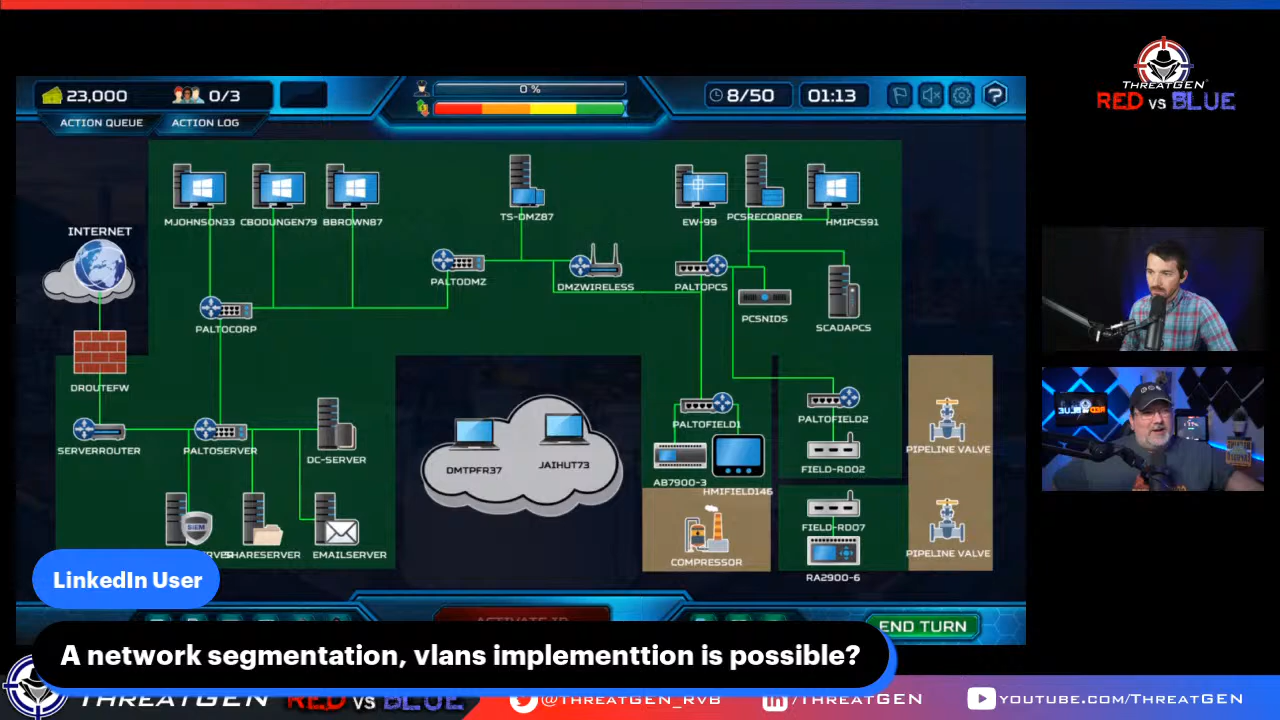 23,000
0/3
0 %
8/50
01:13
?
THREATGEN
RED VS BLUE
ACTION QUEUE
ACTION LOG
MJOHNSON33
CBODUNGEN79
BBROWN87
TS-DMZ87
EW-99
PCSRECORDER
HMIPCS91
INTERNET
PALTODMZ
DMZWIRELESS
PALTOPCS
PCSNIDS
SCADAPCS
PALTOCORP
DROUTEFW
SERVERROUTER
PALTOSERVER
DC-SERVER
DMTPFR37
JAIHUT73
PALTOFIELD1
PALTOFIELD2
AB7900-3
HMIFIELD146
FIELD-RD02
PIPELINE VALVE
SIEM
SHARESERVER
EMAILSERVER
COMPRESSOR
FIELD-RD07
RA2900-6
PIPELINE VALVE
LinkedIn User
END TURN
A network segmentation, vlans implementtion is possible?
THREATGEN RED VS BLUE
@THREATGEN_RVB
/THREATGEN
YOUTUBE.COM/THREATGEN